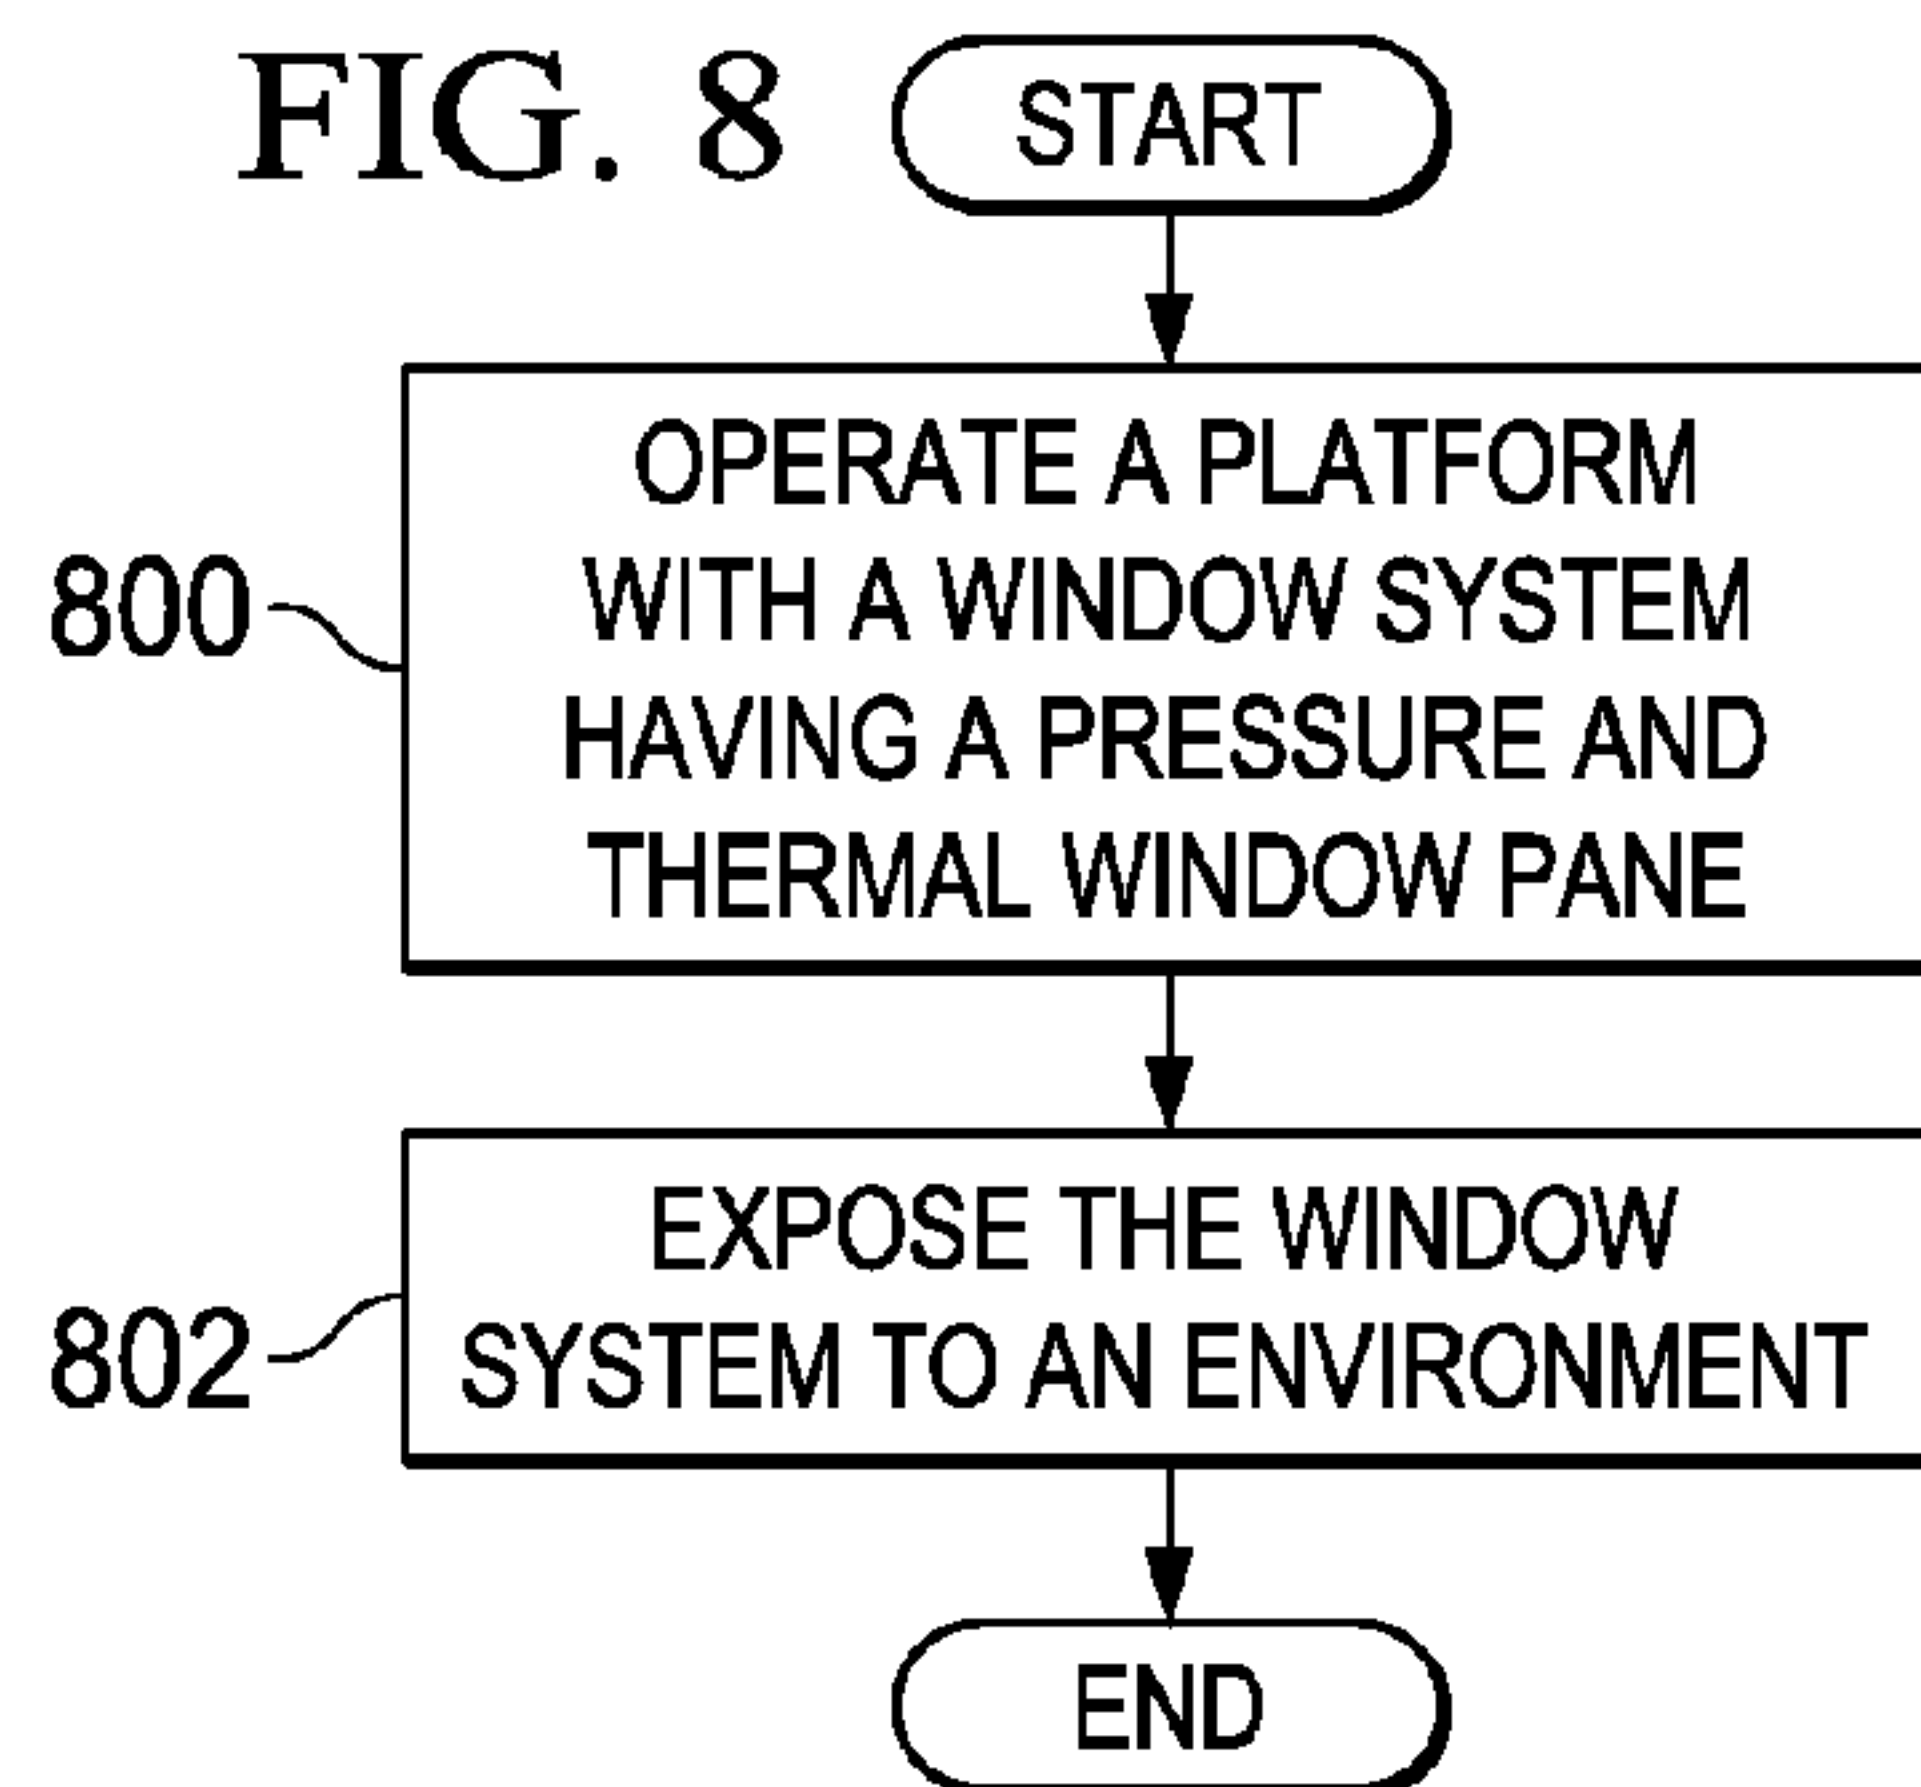 FIG. 8
START
800
OPERATE A PLATFORM
WITH A WINDOW SYSTEM
HAVING A PRESSURE AND
THERMAL WINDOW PANE
802
EXPOSE THE WINDOW
SYSTEM TO AN ENVIRONMENT
END